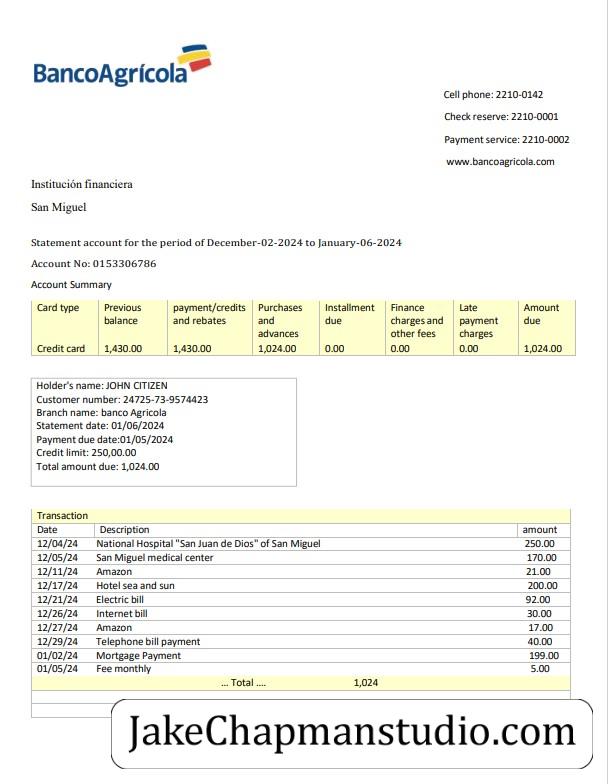 BancoAgrícola
Cell phone: 2210-0142
Check reserve: 2210-0001
Payment service: 2210-0002
www.bancoagricola.com
Institución financiera
San Miguel
Statement account for the period of December-02-2024 to January-06-2024
Account No: 0153306786
Account Summary
Card type Previous balance payment/credits and rebates Purchases and advances Installment due Finance charges and other fees Late payment charges Amount due
Credit card 1,430.00 1,430.00 1,024.00 0.00 0.00 0.00 1,024.00
Holder's name: JOHN CITIZEN
Customer number: 24725-73-9574423
Branch name: banco Agricola
Statement date: 01/06/2024
Payment due date:01/05/2024
Credit limit: 250,00.00
Total amount due: 1,024.00
Transaction
Date Description amount
12/04/24 National Hospital "San Juan de Dios" of San Miguel 250.00
12/05/24 San Miguel medical center 170.00
12/11/24 Amazon 21.00
12/17/24 Hotel sea and sun 200.00
12/21/24 Electric bill 92.00
12/26/24 Internet bill 30.00
12/27/24 Amazon 17.00
12/29/24 Telephone bill payment 40.00
01/02/24 Mortgage Payment 199.00
01/05/24 Fee monthly 5.00
... Total .... 1,024
JakeChapmanstudio.com